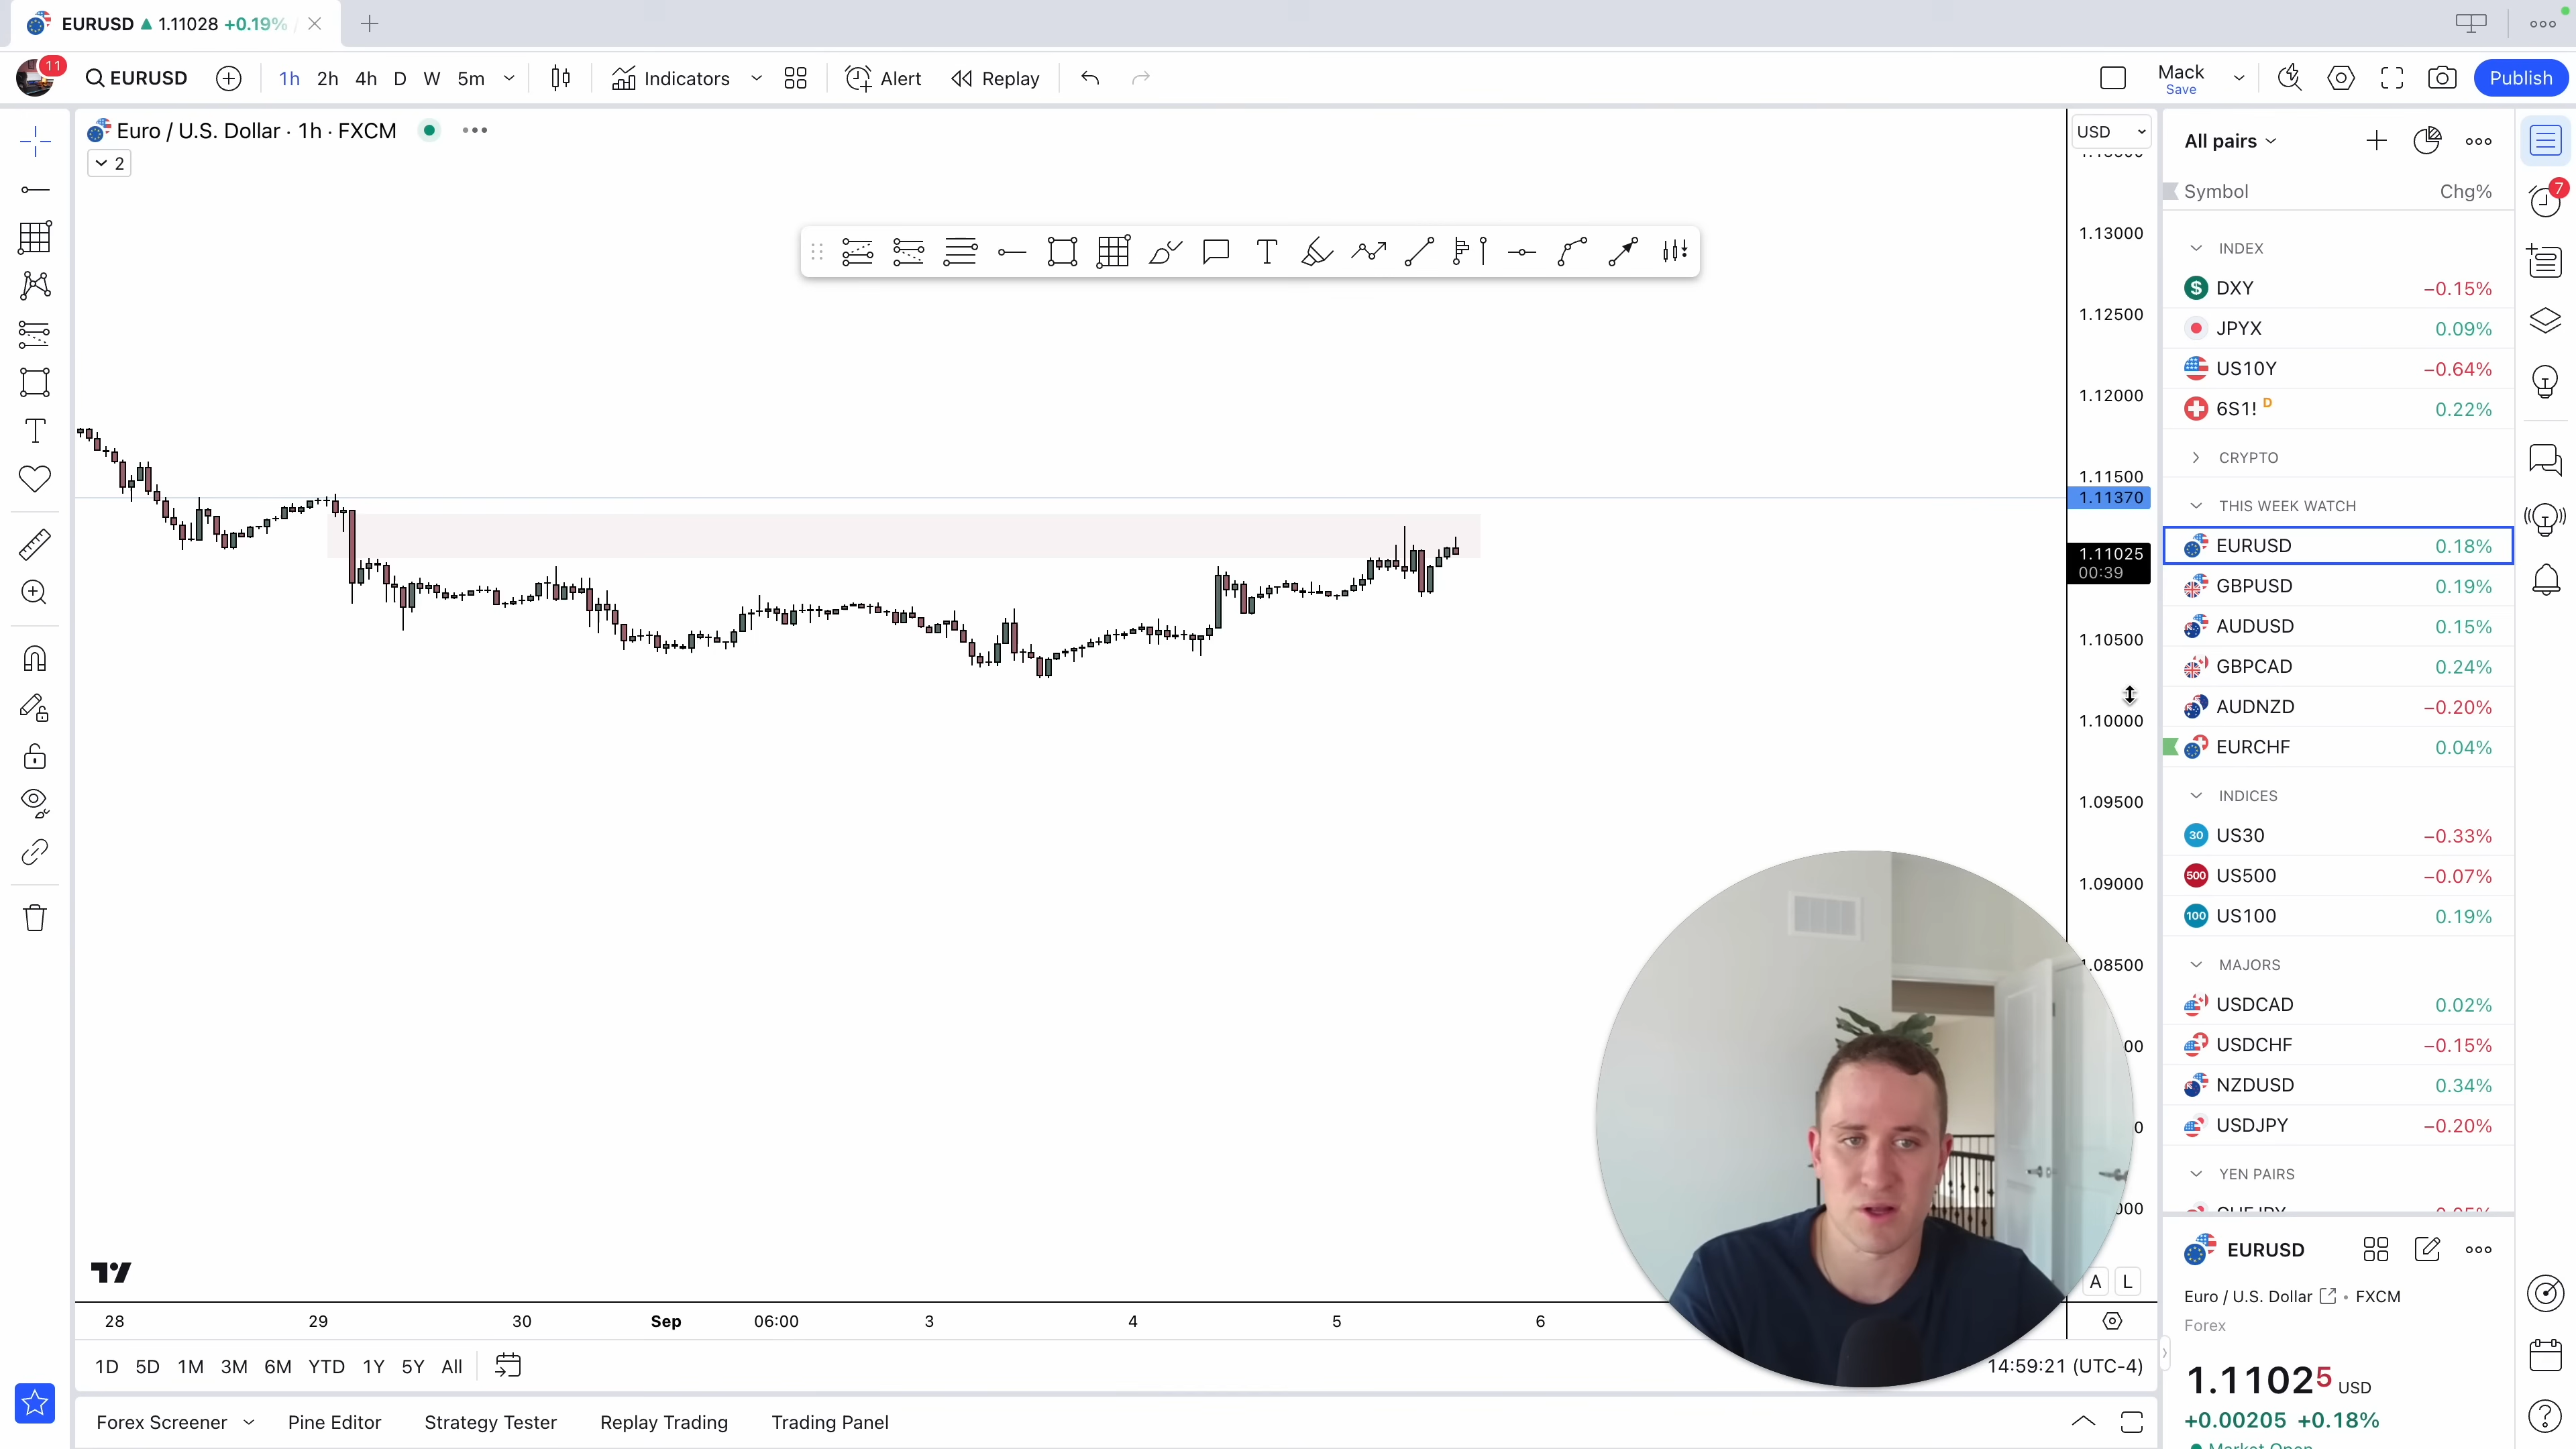 EURUSD ▲ 1.11028 +0.19% /
11
EURUSD 1h 2h 4h D W 5m Indicators Alert Replay Mack Save Publish
Euro / U.S. Dollar · 1h · FXCM
2
USD
1.13000
1.12500
1.12000
1.11500
1.11370
1.11025
00:39
1.10500
1.10000
1.09500
1.09000
1.08500
A L
28 29 30 Sep 06:00 3 4 5 6
1D 5D 1M 3M 6M YTD 1Y 5Y All
14:59:21 (UTC-4)
Forex Screener Pine Editor Strategy Tester Replay Trading Trading Panel
All pairs
Symbol Chg%
INDEX
DXY −0.15%
JPYX 0.09%
US10Y −0.64%
6S1! D 0.22%
CRYPTO
THIS WEEK WATCH
EURUSD 0.18%
GBPUSD 0.19%
AUDUSD 0.15%
GBPCAD 0.24%
AUDNZD −0.20%
EURCHF 0.04%
INDICES
30 US30 −0.33%
500 US500 −0.07%
100 US100 0.19%
MAJORS
USDCAD 0.02%
USDCHF −0.15%
NZDUSD 0.34%
USDJPY −0.20%
YEN PAIRS
EURUSD
Euro / U.S. Dollar • FXCM
Forex
1.11025 USD
+0.00205 +0.18%
Market Open
7